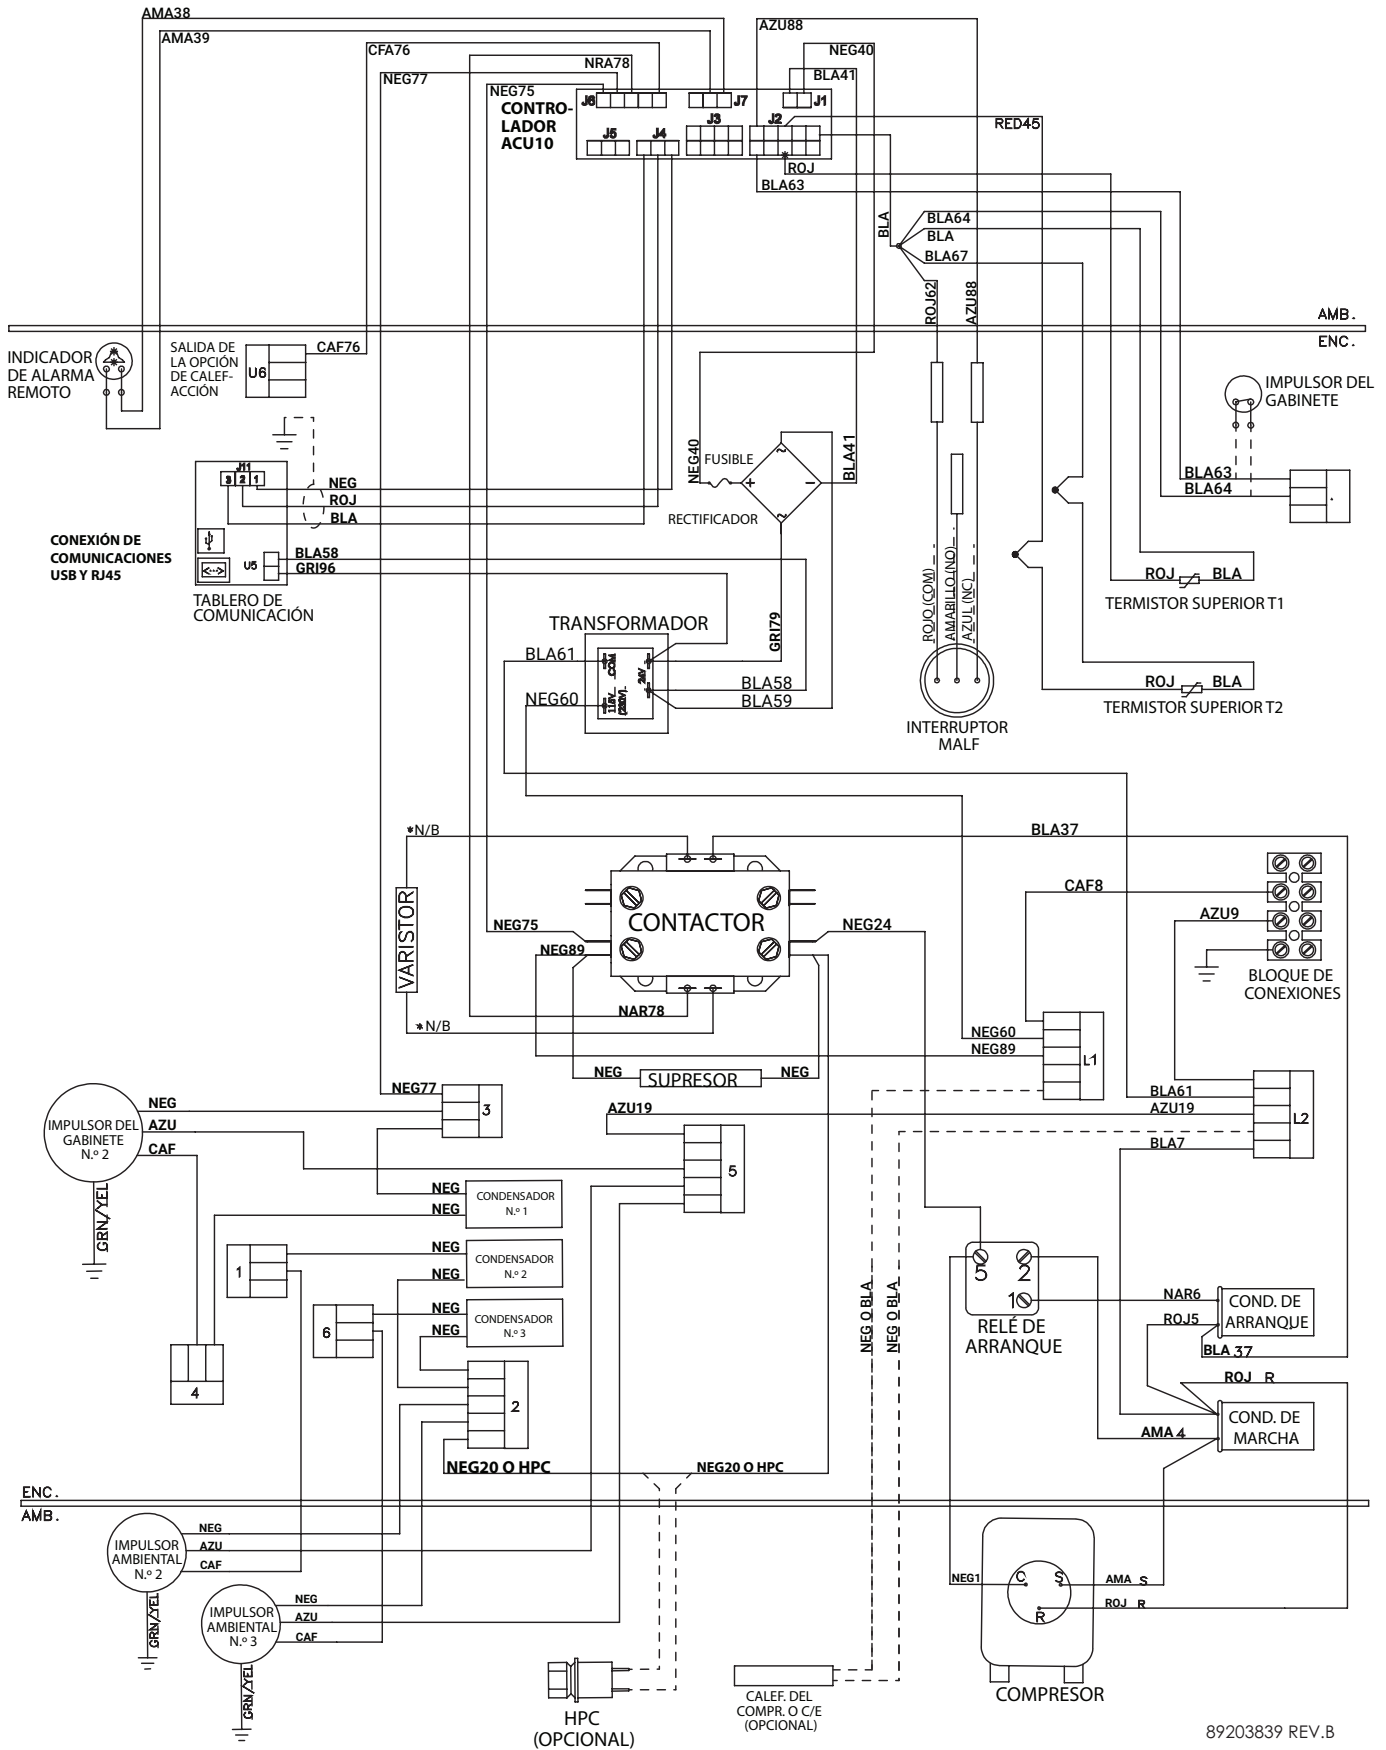 AMA38
AMA39
AZU88
CFA76
NEG40
NRA78
BLA41
NEG77
NEG75
CONTRO-
LADOR
ACU10
J6
J7
J1
J5
J4
J3
J2
RED45
ROJ
BLA63
BLA
BLA64
BLA
BLA67
ROJ62
AZU88
AMB.
ENC.
INDICADOR
DE ALARMA
REMOTO
SALIDA DE
LA OPCIÓN
DE CALEF-
ACCIÓN
U6
CAF76
IMPULSOR DEL
GABINETE
NEG40
FUSIBLE
BLA41
+
~
−
~
RECTIFICADOR
BLA63
BLA64
J11
3 2 1
NEG
ROJ
BLA
CONEXIÓN DE
COMUNICACIONES
USB Y RJ45
U5
BLA58
GRI96
TABLERO DE
COMUNICACIÓN
ROJO (COM)
AMARILLO (NO)
AZUL (NC)
ROJ
BLA
TERMISTOR SUPERIOR T1
TRANSFORMADOR
GRI79
BLA61
COM
24V
115V
(230V)
NEG60
BLA58
BLA59
ROJ
BLA
TERMISTOR SUPERIOR T2
INTERRUPTOR
MALF
*N/B
BLA37
VARISTOR
CONTACTOR
NEG75
NEG89
NEG24
CAF8
AZU9
BLOQUE DE
CONEXIONES
NAR78
*N/B
NEG60
NEG89
L1
NEG
SUPRESOR
NEG
NEG77
3
AZU19
BLA61
AZU19
BLA7
L2
IMPULSOR DEL
GABINETE
N.º 2
NEG
AZU
CAF
GRN/YEL
5
NEG
NEG
CONDENSADOR
N.º 1
1
NEG
NEG
CONDENSADOR
N.º 2
6
NEG
NEG
CONDENSADOR
N.º 3
4
2
NEG O BLA
NEG O BLA
5
2
1
RELÉ DE
ARRANQUE
NAR6
ROJ5
BLA 37
COND. DE
ARRANQUE
ROJ R
AMA 4
COND. DE
MARCHA
NEG20 O HPC
NEG20 O HPC
ENC.
AMB.
IMPULSOR
AMBIENTAL
N.º 2
NEG
AZU
CAF
GRN/YEL
IMPULSOR
AMBIENTAL
N.º 3
NEG
AZU
CAF
GRN/YEL
NEG1
C
S
R
AMA S
ROJ R
COMPRESOR
HPC
(OPCIONAL)
CALEF. DEL
COMPR. O C/E
(OPCIONAL)
89203839 REV.B